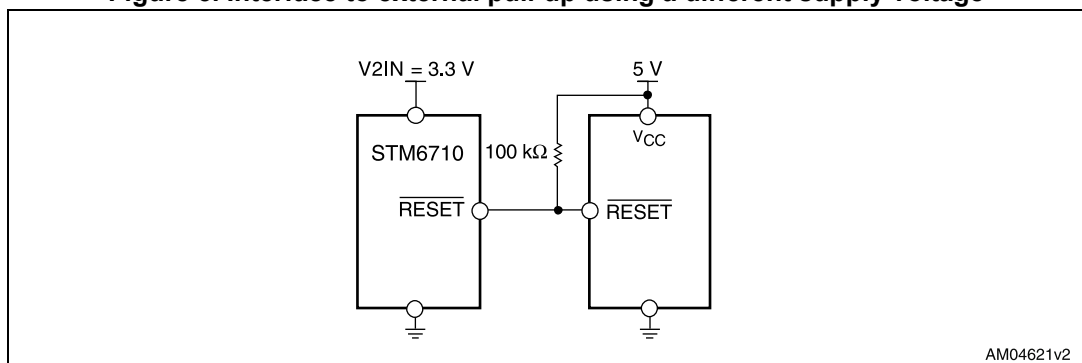 Figure 6. Interface to external pull-up using a different supply voltage
V2IN = 3.3 V
5 V
VCC
STM6710
100 kΩ
RESET
RESET
AM04621v2